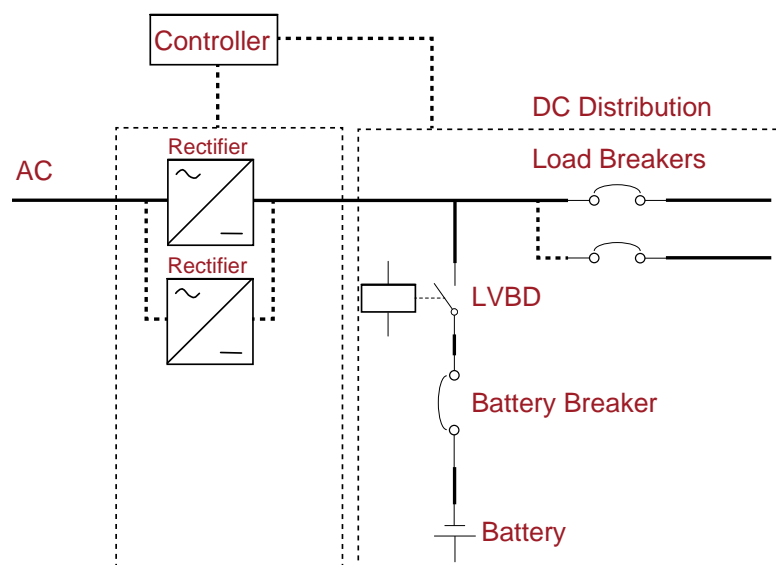 Controller
DC Distribution
Rectifier
Load Breakers
AC
Rectifier
LVBD
Battery Breaker
Battery